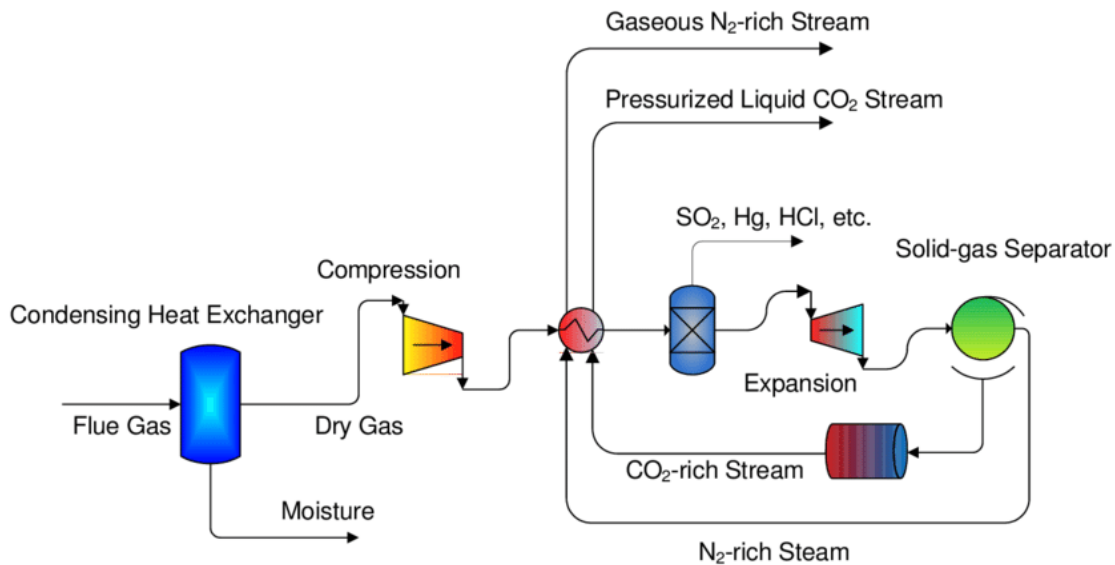 Gaseous N₂-rich Stream
Pressurized Liquid CO₂ Stream
SO₂, Hg, HCl, etc.
Solid-gas Separator
Compression
Condensing Heat Exchanger
Expansion
Flue Gas
Dry Gas
CO₂-rich Stream
Moisture
N₂-rich Steam